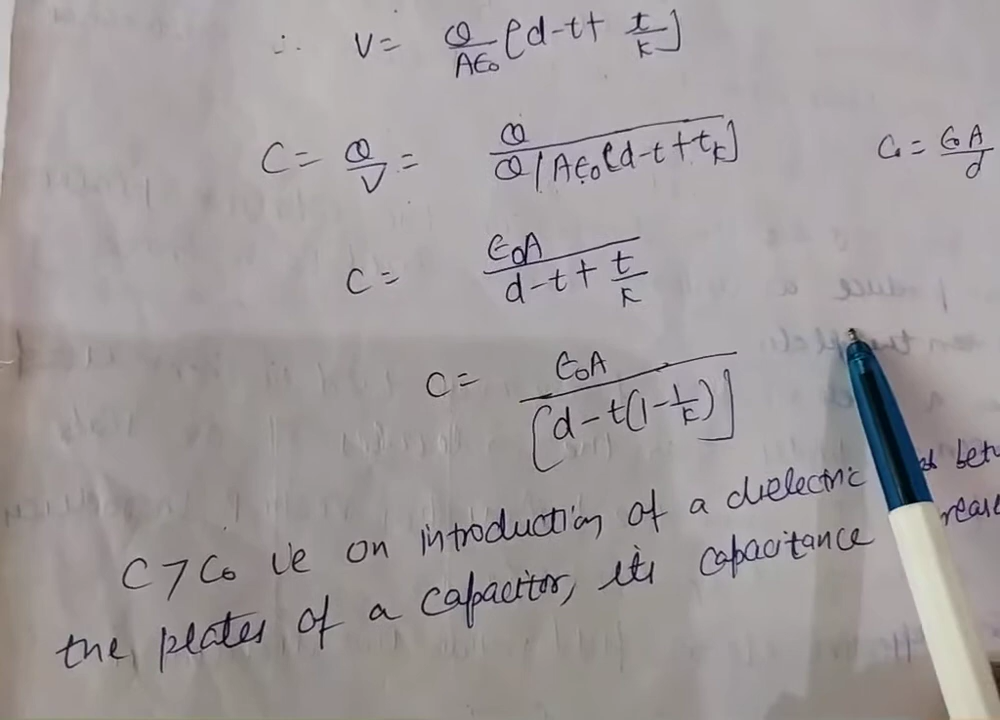 ∴ V = Q/Aε₀ [d-t+ t/k]
C = Q/V = Q / Q/Aε₀[d-t+t/k] C₀ = ε₀A/d
C = ε₀A / d-t+ t/k
C = ε₀A / [d-t(1-1/k)]
C > C₀ ie on introduction of a dielectric
the plates of a capacitor, its capacitance